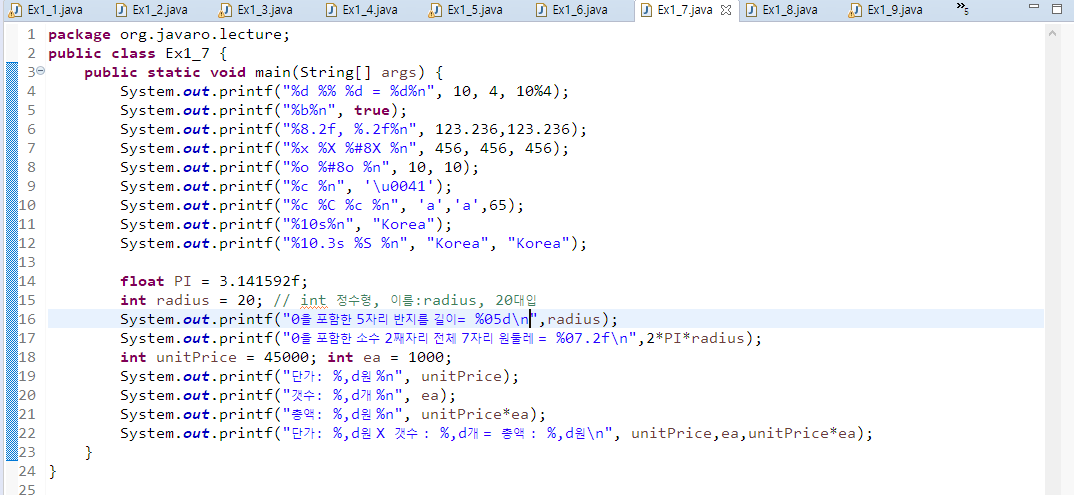 Ex1_1.java Ex1_2.java Ex1_3.java Ex1_4.java Ex1_5.java Ex1_6.java Ex1_7.java Ex1_8.java Ex1_9.java »5
1 package org.javaro.lecture;
2 public class Ex1_7 {
3 public static void main(String[] args) {
4 System.out.printf("%d %% %d = %d%n", 10, 4, 10%4);
5 System.out.printf("%b%n", true);
6 System.out.printf("%8.2f, %.2f%n", 123.236,123.236);
7 System.out.printf("%x %X %#8X %n", 456, 456, 456);
8 System.out.printf("%o %#8o %n", 10, 10);
9 System.out.printf("%c %n", '\u0041');
10 System.out.printf("%c %C %c %n", 'a','a',65);
11 System.out.printf("%10s%n", "Korea");
12 System.out.printf("%10.3s %S %n", "Korea", "Korea");
13
14 float PI = 3.141592f;
15 int radius = 20; // int 정수형, 이름:radius, 20대입
16 System.out.printf("0을 포함한 5자리 반지름 길이= %05d\n",radius);
17 System.out.printf("0을 포함한 소수 2째자리 전체 7자리 원둘레 = %07.2f\n",2*PI*radius);
18 int unitPrice = 45000; int ea = 1000;
19 System.out.printf("단가: %,d원 %n", unitPrice);
20 System.out.printf("갯수: %,d개 %n", ea);
21 System.out.printf("총액: %,d원 %n", unitPrice*ea);
22 System.out.printf("단가: %,d원 X 갯수 : %,d개 = 총액 : %,d원\n", unitPrice,ea,unitPrice*ea);
23 }
24 }
25